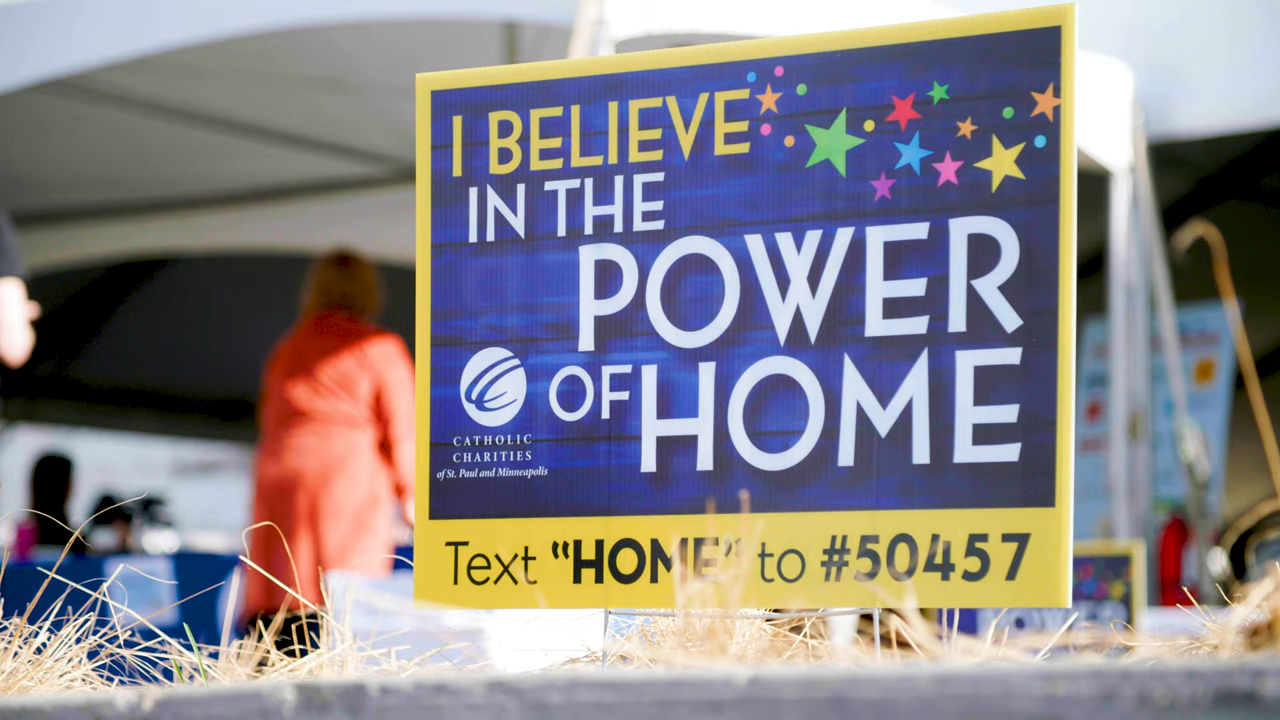 I BELIEVE
IN THE
POWER
OF HOME
CATHOLIC
CHARITIES
of St. Paul and Minneapolis
Text “HOME” to #50457